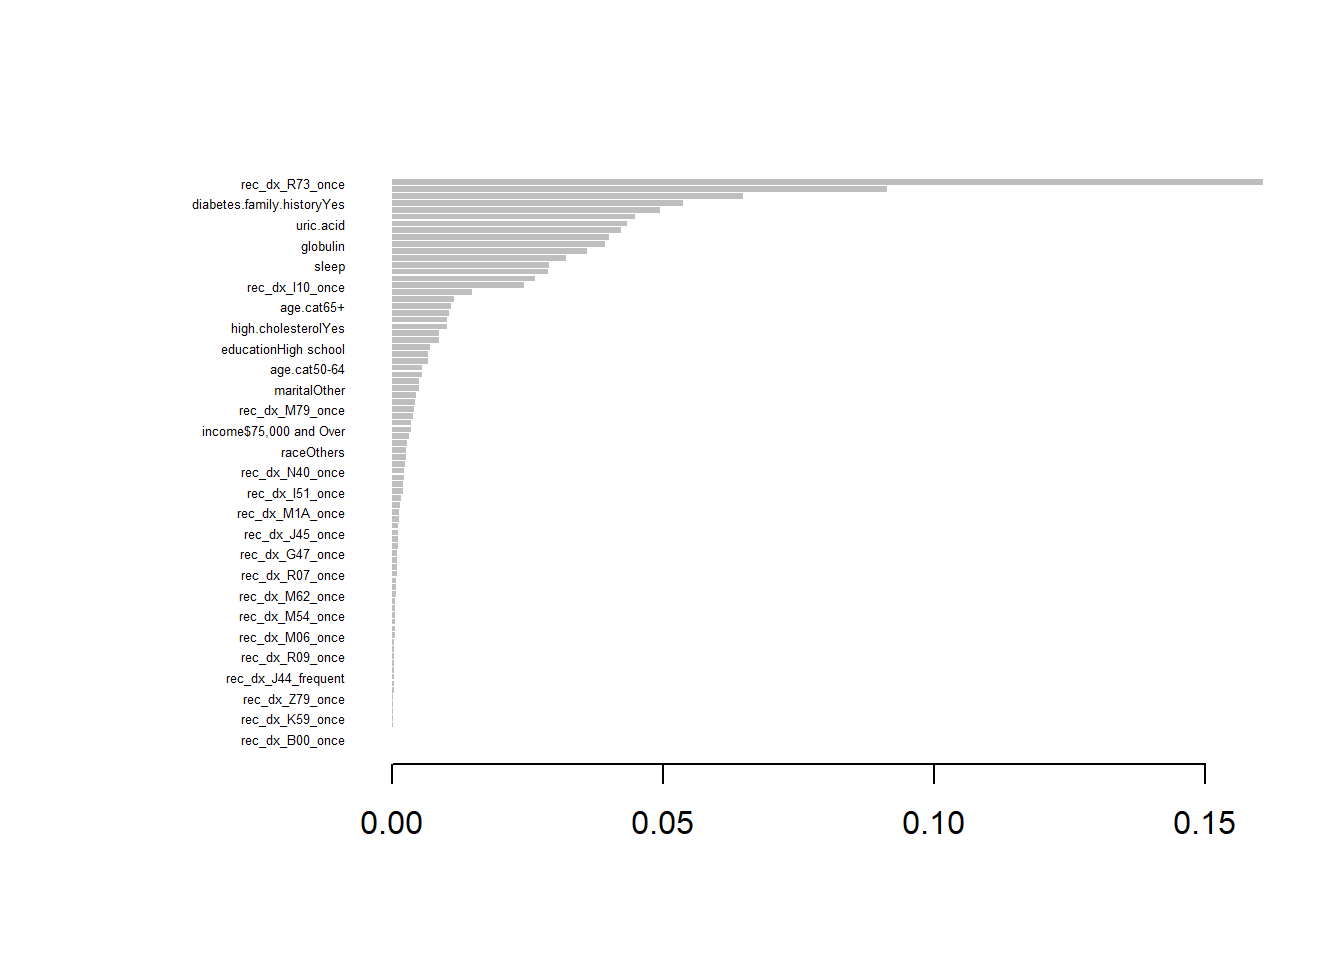 rec_dx_R73_once
diabetes.family.historyYes
uric.acid
globulin
sleep
rec_dx_I10_once
age.cat65+
high.cholesterolYes
educationHigh school
age.cat50-64
maritalOther
rec_dx_M79_once
income$75,000 and Over
raceOthers
rec_dx_N40_once
rec_dx_I51_once
rec_dx_M1A_once
rec_dx_J45_once
rec_dx_G47_once
rec_dx_R07_once
rec_dx_M62_once
rec_dx_M54_once
rec_dx_M06_once
rec_dx_R09_once
rec_dx_J44_frequent
rec_dx_Z79_once
rec_dx_K59_once
rec_dx_B00_once
0.00 0.05 0.10 0.15